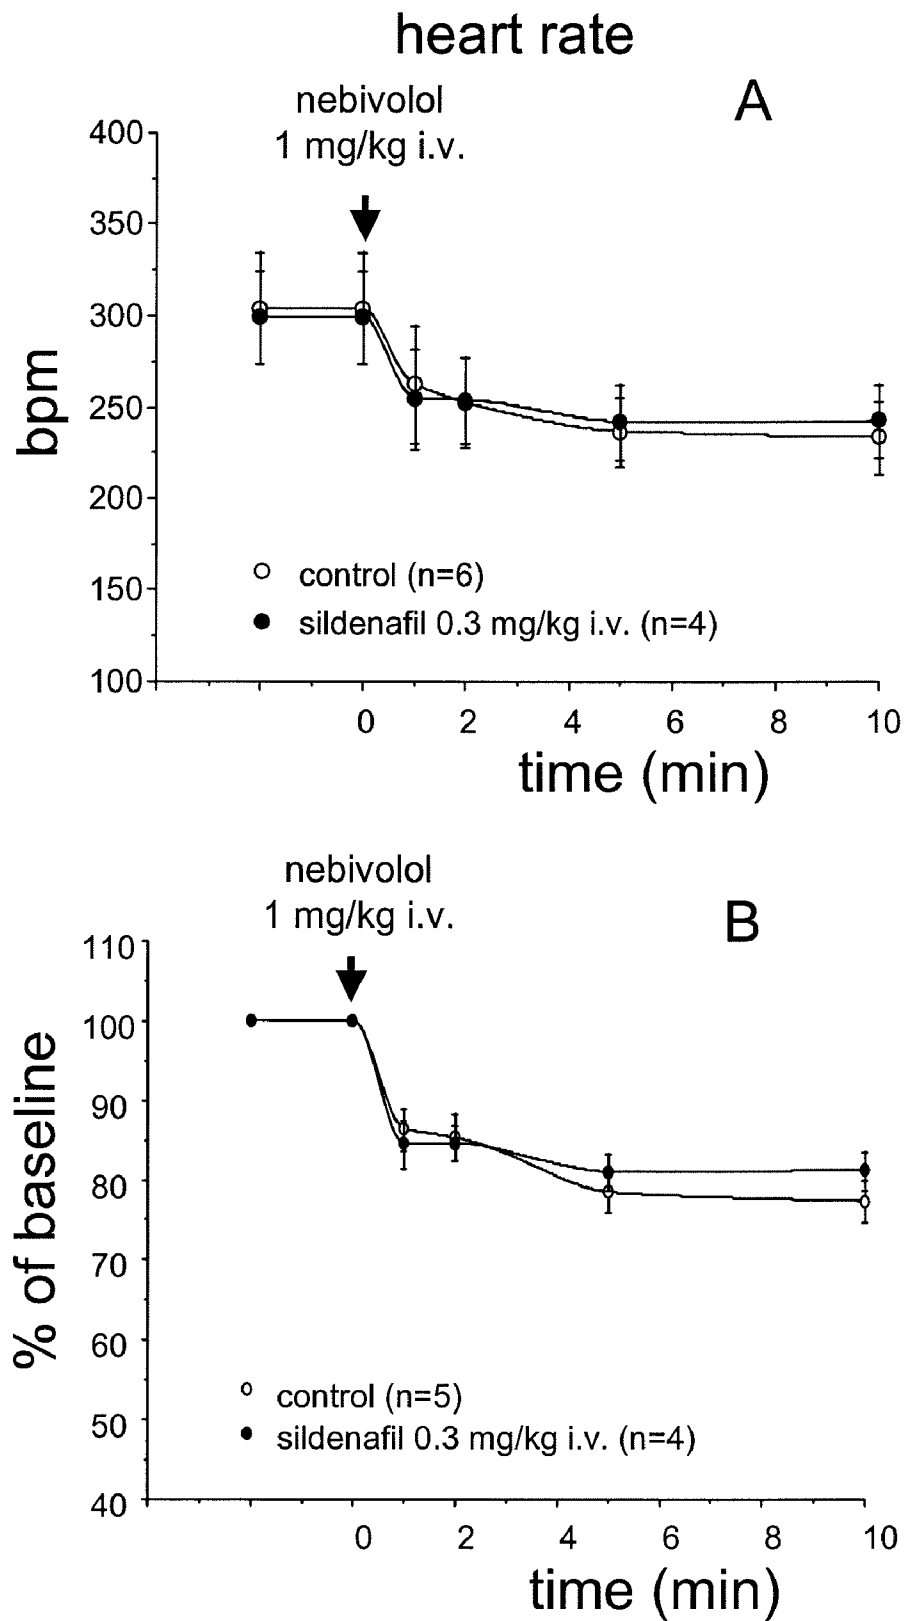 heart rate
A
nebivolol
1 mg/kg i.v.
400
350
300
250
200
150
100
bpm
control (n=6)
sildenafil 0.3 mg/kg i.v. (n=4)
0 2 4 6 8 10
time (min)
nebivolol
1 mg/kg i.v.
B
110
100
90
80
70
60
50
40
% of baseline
control (n=5)
sildenafil 0.3 mg/kg i.v. (n=4)
0 2 4 6 8 10
time (min)